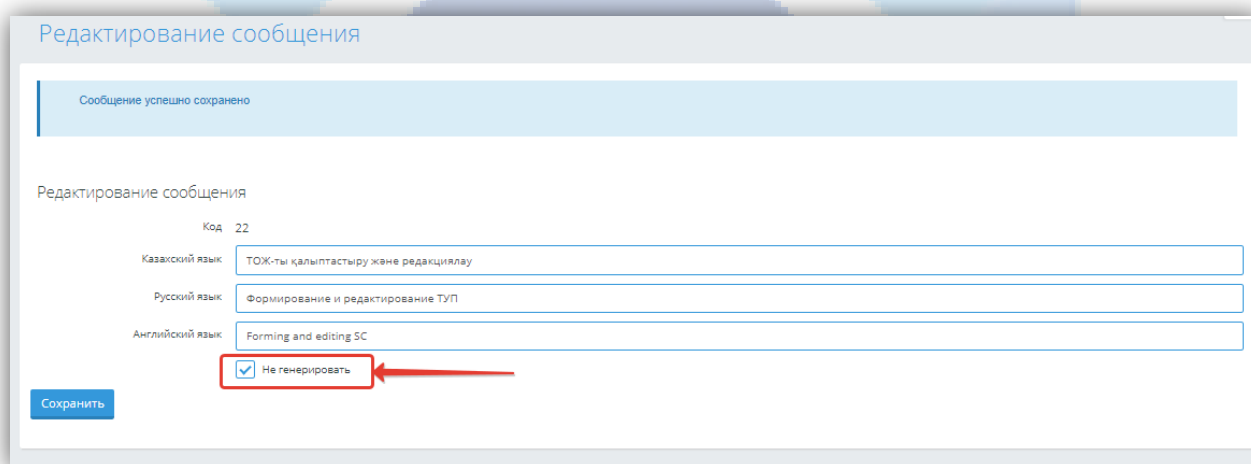 Редактирование сообщения
Сообщение успешно сохранено
Редактирование сообщения
Код 22
Казахский язык ТОЖ-ты қалыптастыру және редакциялау
Русский язык Формирование и редактирование ТУП
Английский язык Forming and editing SC
Не генерировать
Сохранить